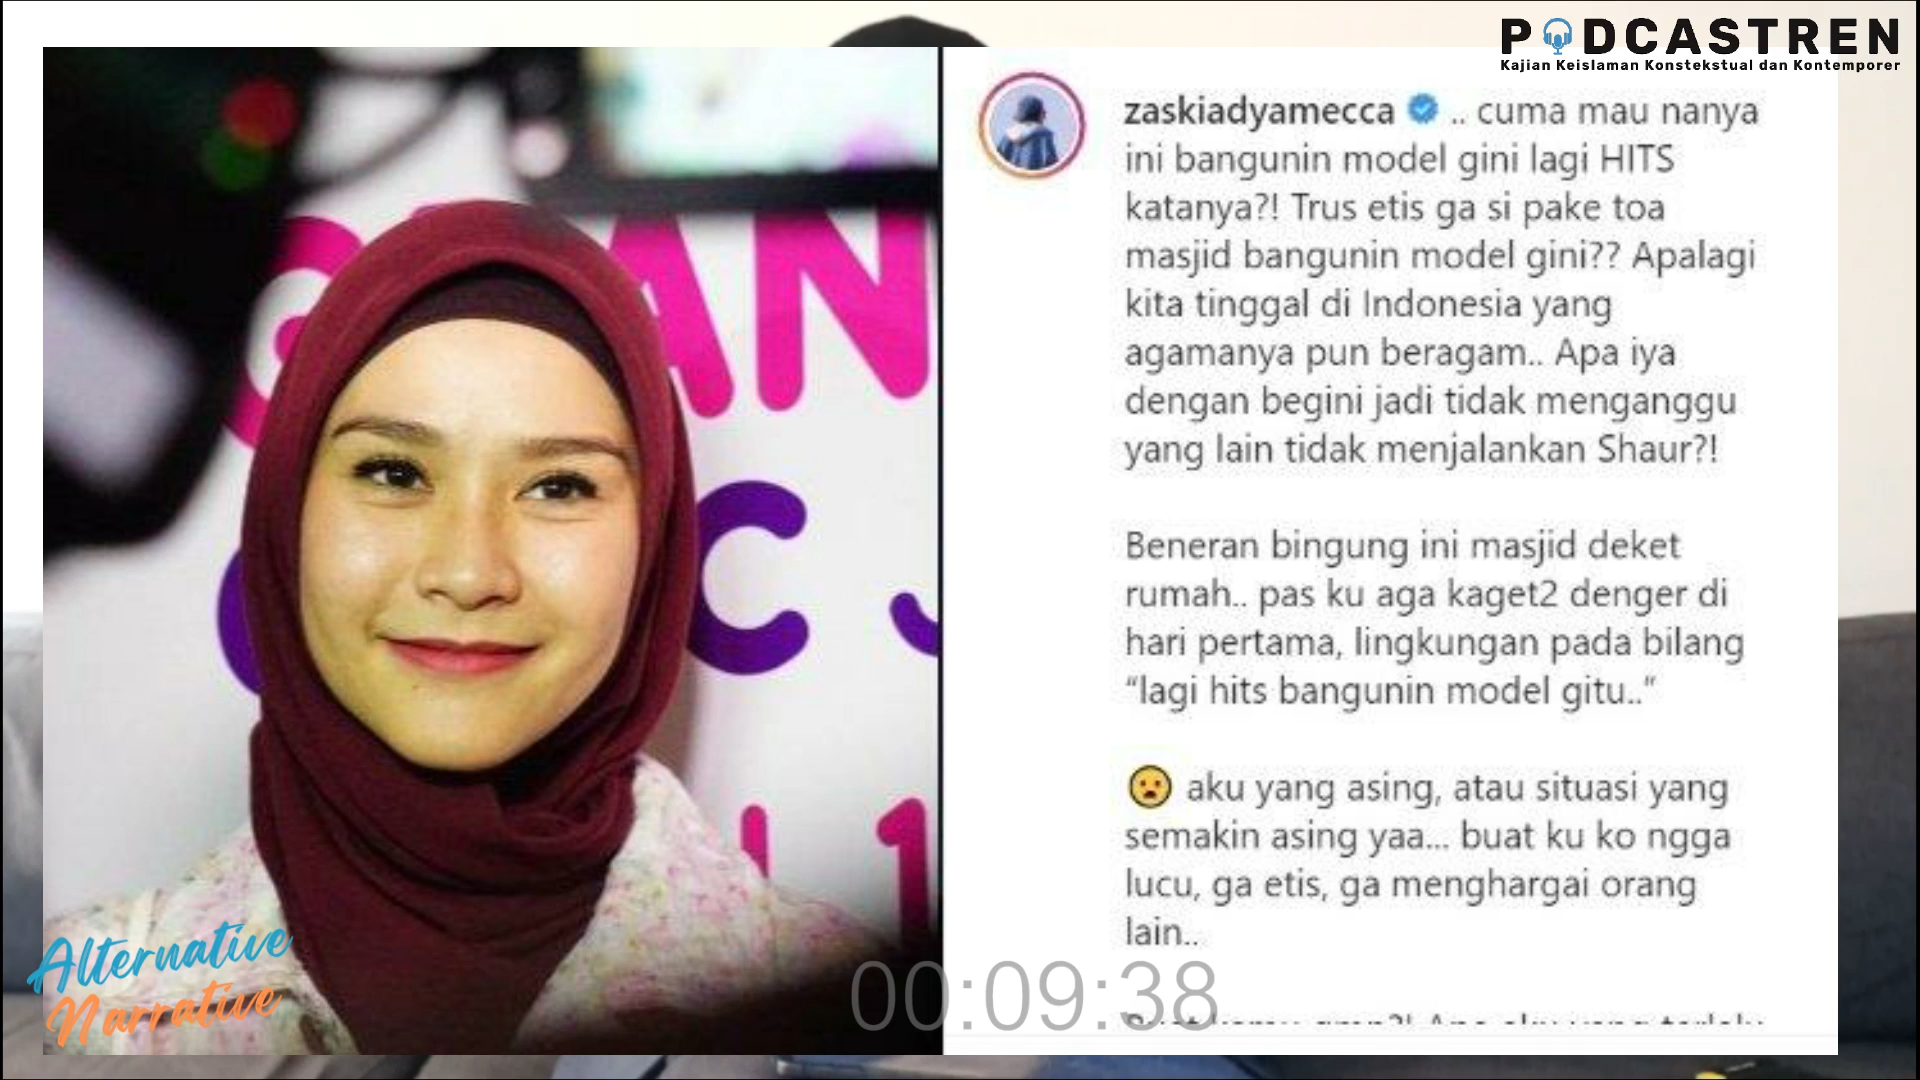 PODCASTREN
Kajian Keislaman Konstekstual dan Kontemporer
zaskiadyamecca .. cuma mau nanya
ini bangunin model gini lagi HITS
katanya?! Trus etis ga si pake toa
masjid bangunin model gini?? Apalagi
kita tinggal di Indonesia yang
agamanya pun beragam.. Apa iya
dengan begini jadi tidak menganggu
yang lain tidak menjalankan Shaur?!
Beneran bingung ini masjid deket
rumah.. pas ku aga kaget2 denger di
hari pertama, lingkungan pada bilang
“lagi hits bangunin model gitu..”
😦 aku yang asing, atau situasi yang
semakin asing yaa... buat ku ko ngga
lucu, ga etis, ga menghargai orang
lain..
00:09:38
Alternative
Narrative